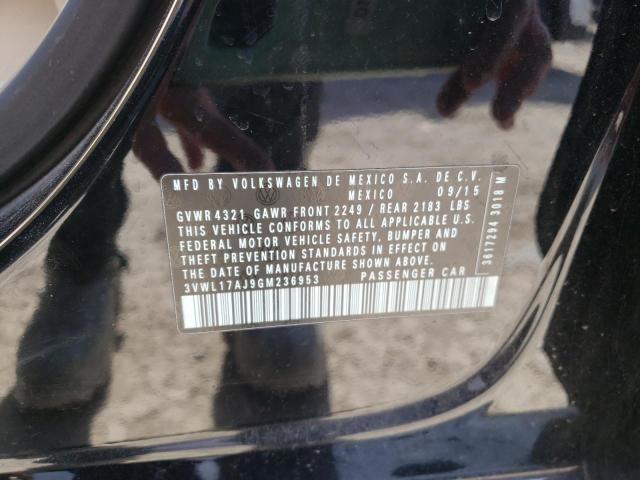 MFD BY VOLKSWAGEN DE MEXICO S.A. DE C.V.
MEXICO 09/15
GVWR 4321 GAWR FRONT 2249 / REAR 2183 LBS
THIS VEHICLE CONFORMS TO ALL APPLICABLE U.S.
FEDERAL MOTOR VEHICLE SAFETY, BUMPER AND
THEFT PREVENTION STANDARDS IN EFFECT ON
THE DATE OF MANUFACTURE SHOWN ABOVE.
3VWL17AJ9GM236953 PASSENGER CAR
3617294 3018 M